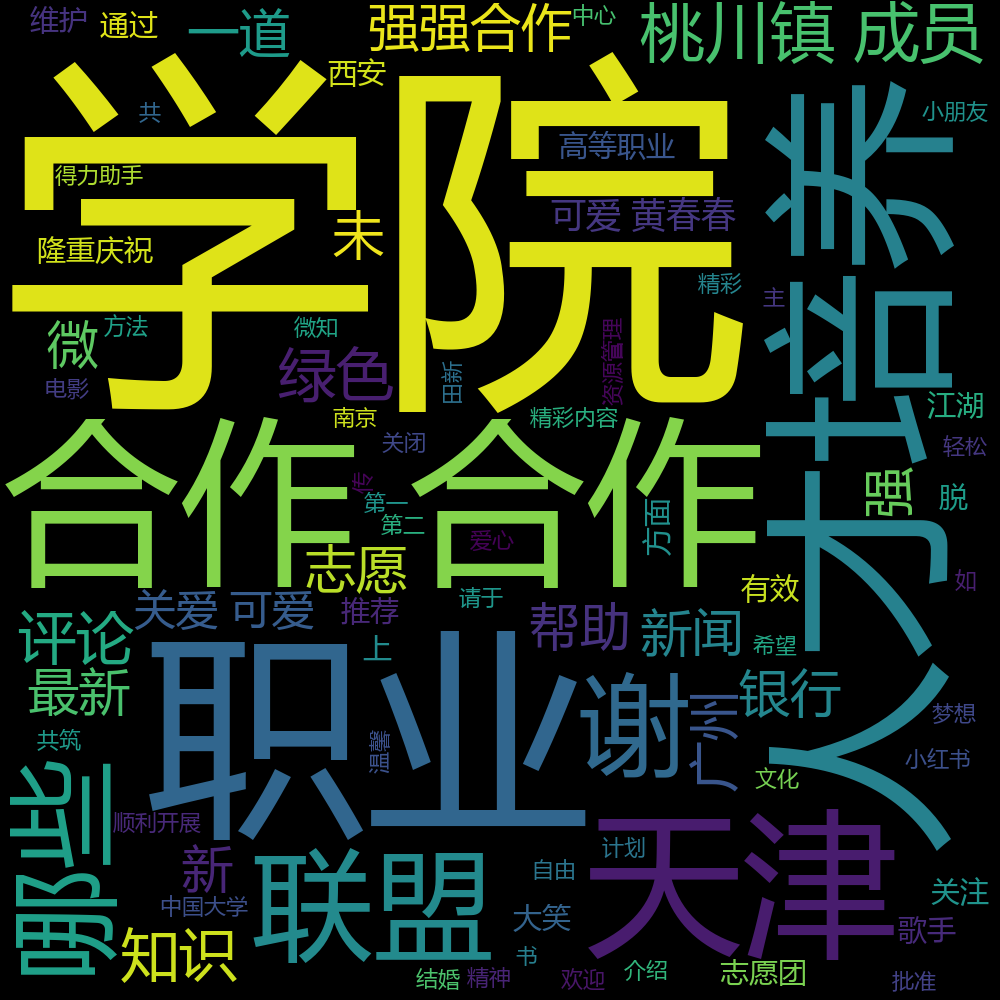 维护
通过
一道
强强合作
中心
桃川镇
成员
学院
西安
共
高等职业
小朋友
得力助手
未
可爱
黄春春
隆重庆祝
人才培养
精彩
主
微
方法
微知
绿色
电影
田新
资源管理
南京
精彩内容
江湖
关闭
轻松
合作
合作
传
第一
第二
爱心
方面
强
脱
志愿
有效
如
关爱
可爱
推荐
请于
帮助
新闻
评论
上
希望
最新
职业
谢
银行
广州
共筑
温馨
梦想
小红书
文化
哪些
顺利开展
新
联盟
自由
计划
天津
中国大学
大笑
关注
歌手
知识
书
结婚
精神
欢迎
介绍
志愿团
批准